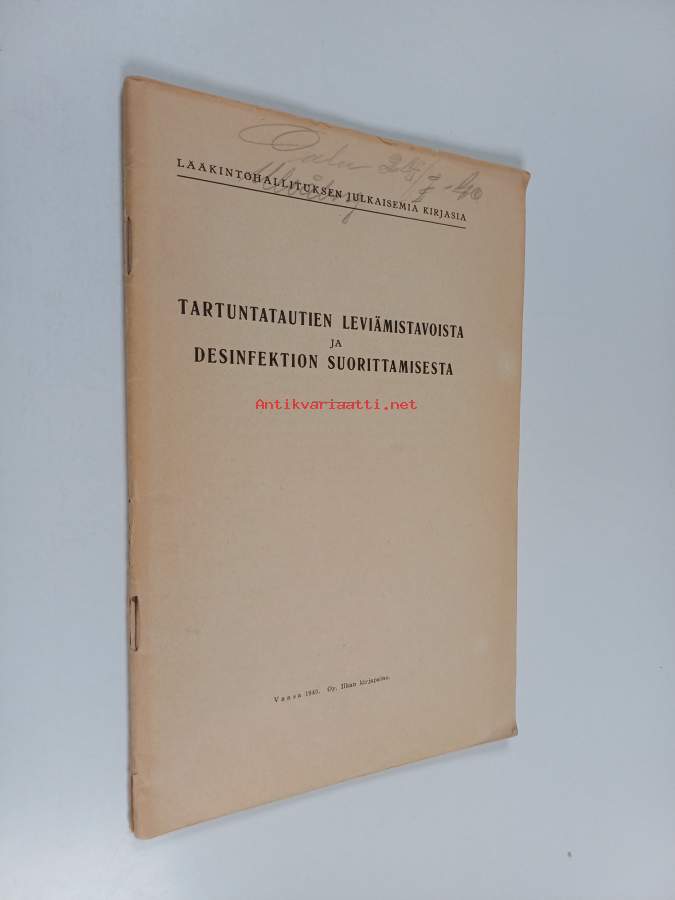 LÄÄKINTÖHALLITUKSEN JULKAISEMIA KIRJASIA
TARTUNTATAUTIEN LEVIÄMISTAVOISTA
JA
DESINFEKTION SUORITTAMISESTA
Antikvariaatti.net
Vaasa 1940. Oy. Ilkan kirjapaino.